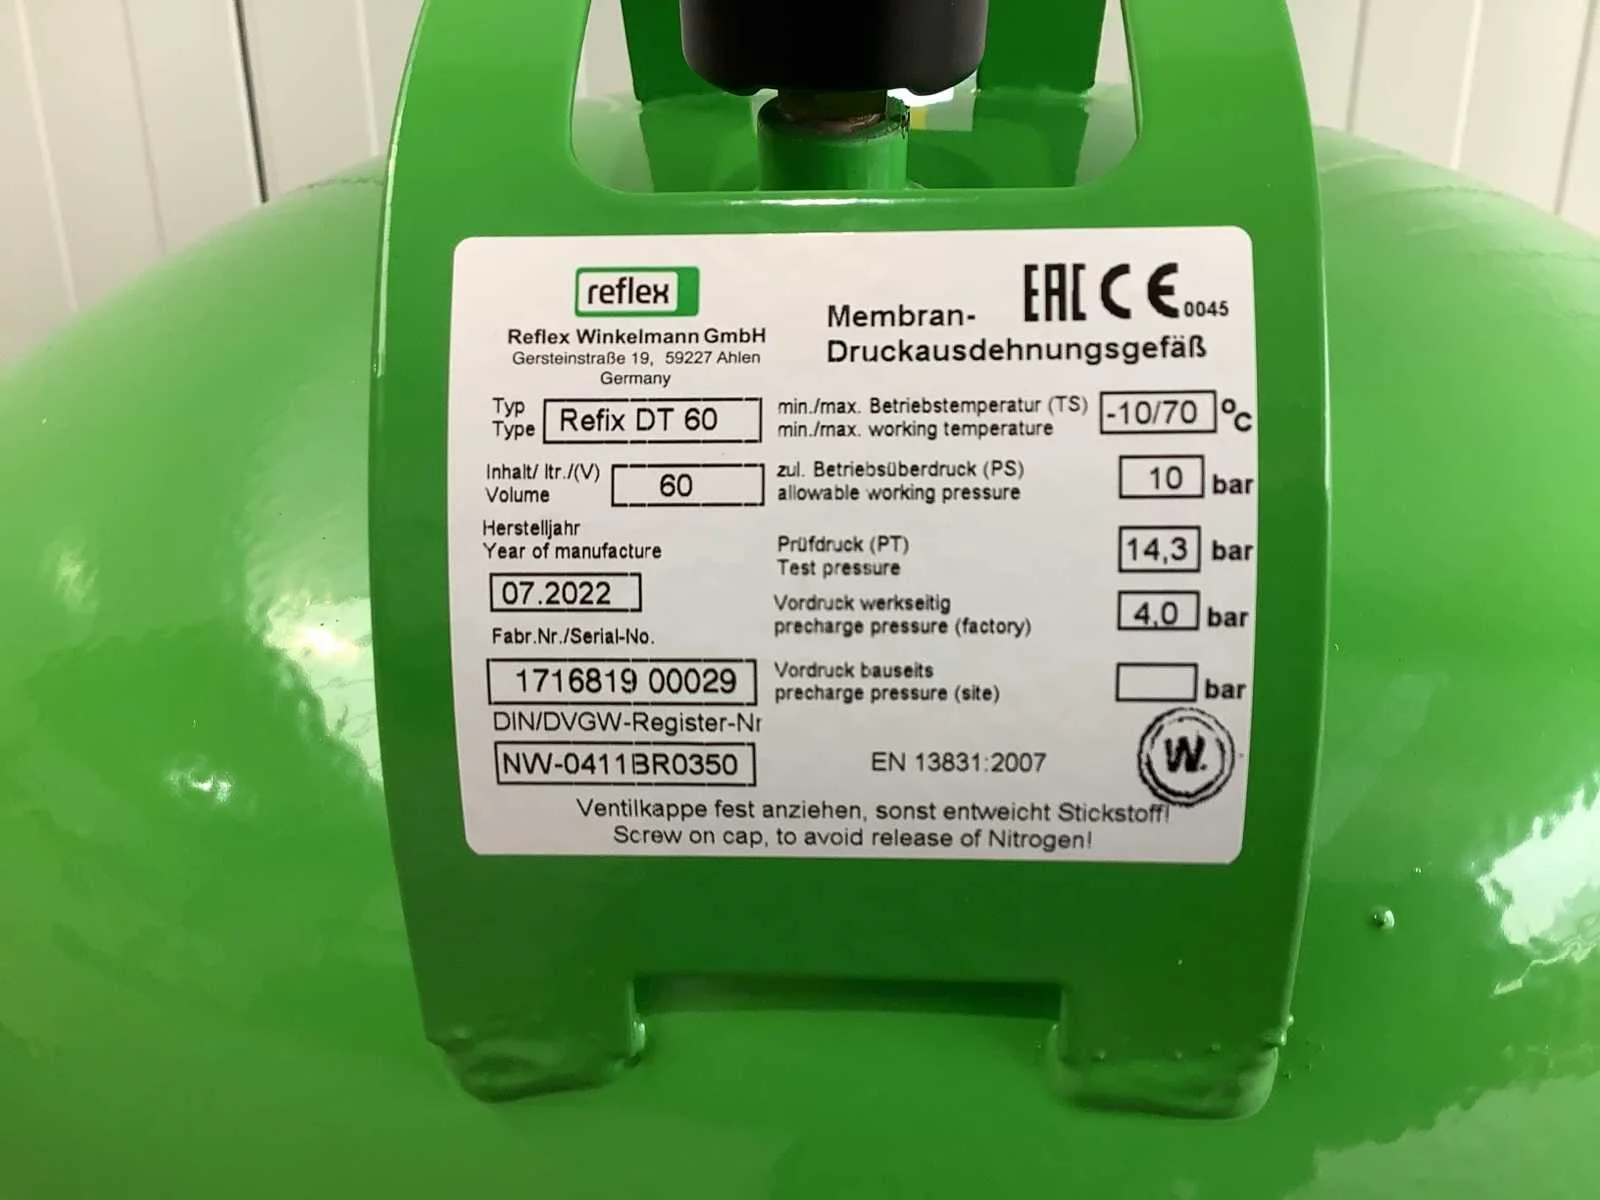 reflex
Reflex Winkelmann GmbH
Gersteinstraße 19, 59227 Ahlen
Germany
EAC CE 0045
Membran-
Druckausdehnungsgefäß
Typ
Type
Refix DT 60
Inhalt/ ltr./(V)
Volume
60
Herstelljahr
Year of manufacture
07.2022
Fabr.Nr./Serial-No.
1716819 00029
DIN/DVGW-Register-Nr
NW-0411BR0350
min./max. Betriebstemperatur (TS)
min./max. working temperature
-10/70 °C
zul. Betriebsüberdruck (PS)
allowable working pressure
10 bar
Prüfdruck (PT)
Test pressure
14,3 bar
Vordruck werkseitig
precharge pressure (factory)
4,0 bar
Vordruck bauseits
precharge pressure (site)
bar
EN 13831:2007
W.
Ventilkappe fest anziehen, sonst entweicht Stickstoff!
Screw on cap, to avoid release of Nitrogen!